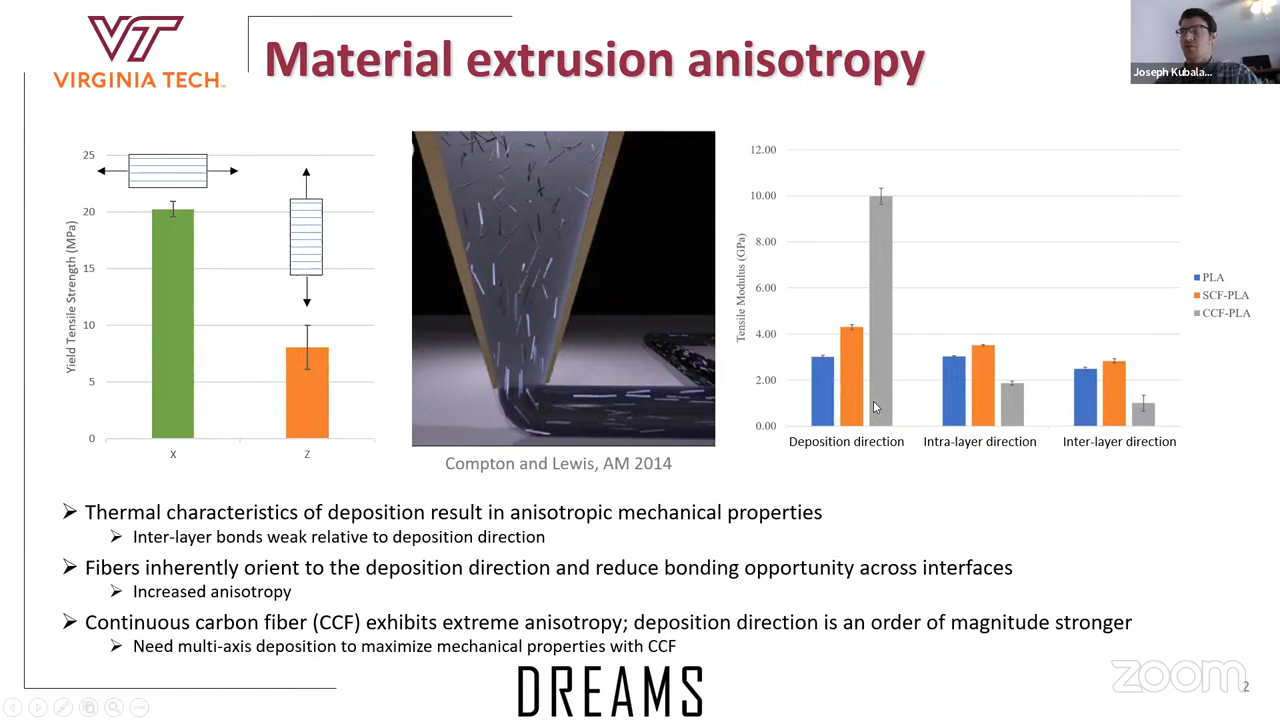 VT
VIRGINIA TECH™
Material extrusion anisotropy
Joseph Kubala...
Yield Tensile Strength (MPa)
25
20
15
10
5
0
X
Z
Compton and Lewis, AM 2014
Tensile Modulus (GPa)
12.00
10.00
8.00
6.00
4.00
2.00
0.00
Deposition direction
Intra-layer direction
Inter-layer direction
PLA
SCF-PLA
CCF-PLA
Thermal characteristics of deposition result in anisotropic mechanical properties
Inter-layer bonds weak relative to deposition direction
Fibers inherently orient to the deposition direction and reduce bonding opportunity across interfaces
Increased anisotropy
Continuous carbon fiber (CCF) exhibits extreme anisotropy; deposition direction is an order of magnitude stronger
Need multi-axis deposition to maximize mechanical properties with CCF
DREAMS
zoom
2